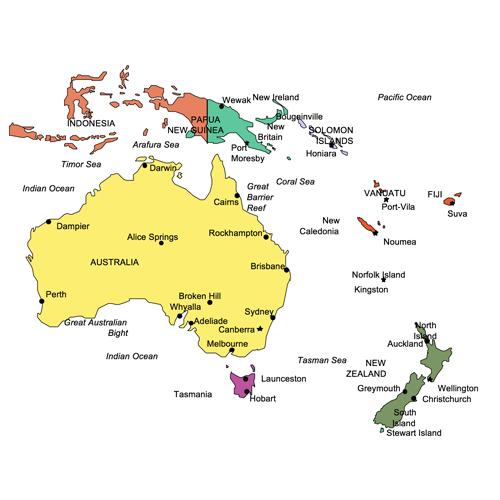 Wewak
New Ireland
Pacific Ocean
Bougeinville
INDONESIA
PAPUA
NEW GUINEA
New
Britain
SOLOMON
ISLANDS
Arafura Sea
Port
Moresby
Honiara
Timor Sea
Darwin
Coral Sea
Indian Ocean
Great
Barrier
Reef
Cairns
VANUATU
Port-Vila
FIJI
Suva
Dampier
Alice Springs
Rockhampton
New
Caledonia
Noumea
AUSTRALIA
Brisbane
Norfolk Island
Kingston
Perth
Broken Hill
Whyalla
Sydney
Great Australian
Bight
Adeliade
Canberra
North
Island
Auckland
Melbourne
Indian Ocean
Tasman Sea
NEW
ZEALAND
Launceston
Tasmania
Hobart
Greymouth
Wellington
Christchurch
South
Island
Stewart Island